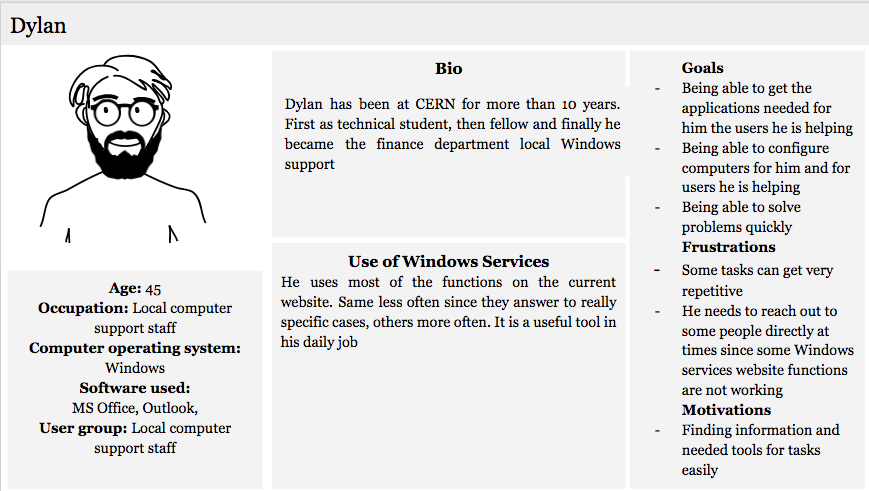 Dylan
Bio
Dylan has been at CERN for more than 10 years.
First as technical student, then fellow and finally he
became the finance department local Windows
support
Use of Windows Services
He uses most of the functions on the current
website. Same less often since they answer to really
specific cases, others more often. It is a useful tool in
his daily job
Age: 45
Occupation: Local computer
support staff
Computer operating system:
Windows
Software used:
MS Office, Outlook,
User group: Local computer
support staff
Goals
- Being able to get the
applications needed for
him the users he is helping
- Being able to configure
computers for him and for
users he is helping
- Being able to solve
problems quickly
Frustrations
- Some tasks can get very
repetitive
- He needs to reach out to
some people directly at
times since some Windows
services website functions
are not working
Motivations
- Finding information and
needed tools for tasks
easily